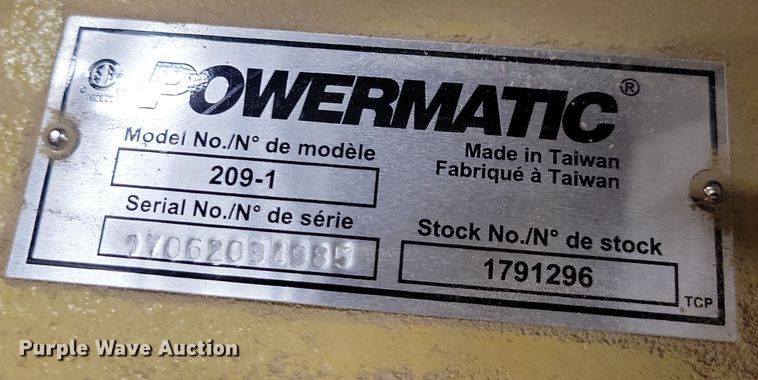 POWERMATIC®
Model No./N° de modèle
209-1
Made in Taiwan
Fabriqué à Taiwan
Serial No./N° de série
17062094985
Stock No./N° de stock
1791296
TCP
Purple Wave Auction